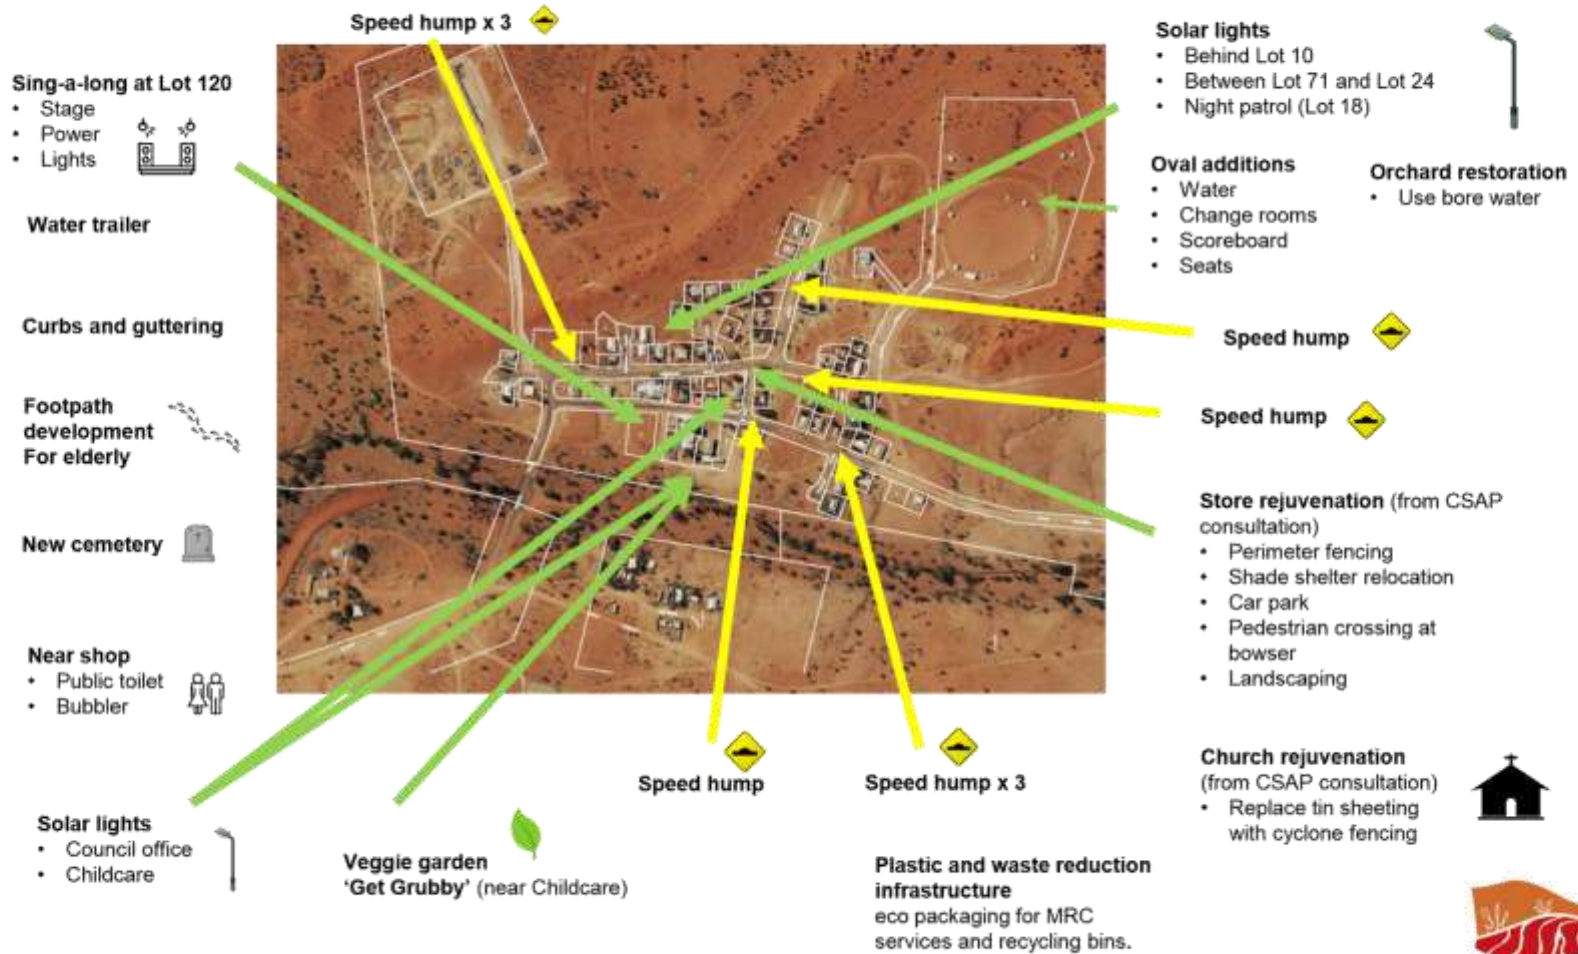 Speed hump x 3
Sing-a-long at Lot 120
• Stage
• Power
• Lights
Water trailer
Curbs and guttering
Footpath
development
For elderly
New cemetery
Near shop
• Public toilet
• Bubbler
Solar lights
• Council office
• Childcare
Veggie garden
'Get Grubby' (near Childcare)
Speed hump
Speed hump x 3
Plastic and waste reduction
infrastructure
eco packaging for MRC
services and recycling bins.
Solar lights
• Behind Lot 10
• Between Lot 71 and Lot 24
• Night patrol (Lot 18)
Oval additions
• Water
• Change rooms
• Scoreboard
• Seats
Orchard restoration
• Use bore water
Speed hump
Speed hump
Store rejuvenation (from CSAP
consultation)
• Perimeter fencing
• Shade shelter relocation
• Car park
• Pedestrian crossing at
bowser
• Landscaping
Church rejuvenation
(from CSAP consultation)
• Replace tin sheeting
with cyclone fencing